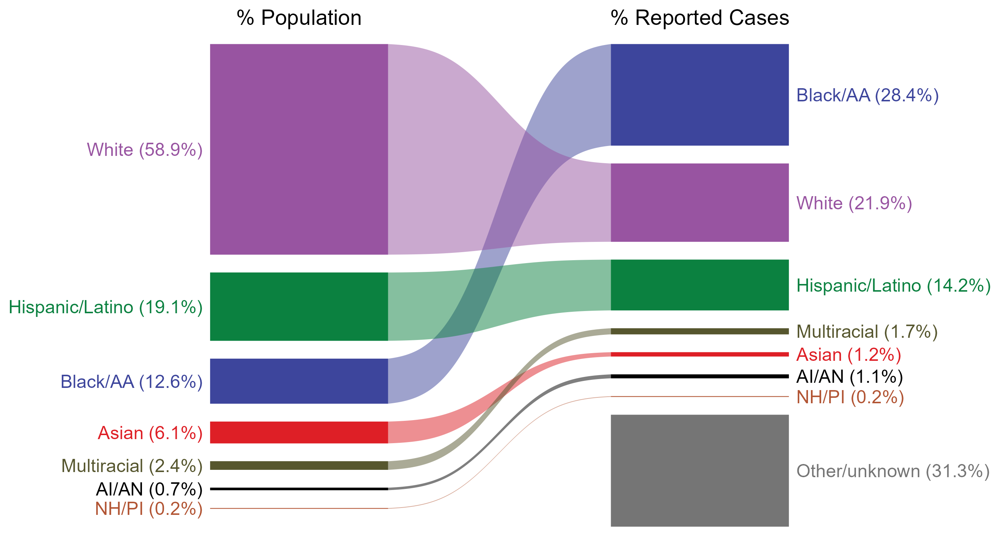 % Population
% Reported Cases
White (58.9%)
Hispanic/Latino (19.1%)
Black/AA (12.6%)
Asian (6.1%)
Multiracial (2.4%)
AI/AN (0.7%)
NH/PI (0.2%)
Black/AA (28.4%)
White (21.9%)
Hispanic/Latino (14.2%)
Multiracial (1.7%)
Asian (1.2%)
AI/AN (1.1%)
NH/PI (0.2%)
Other/unknown (31.3%)